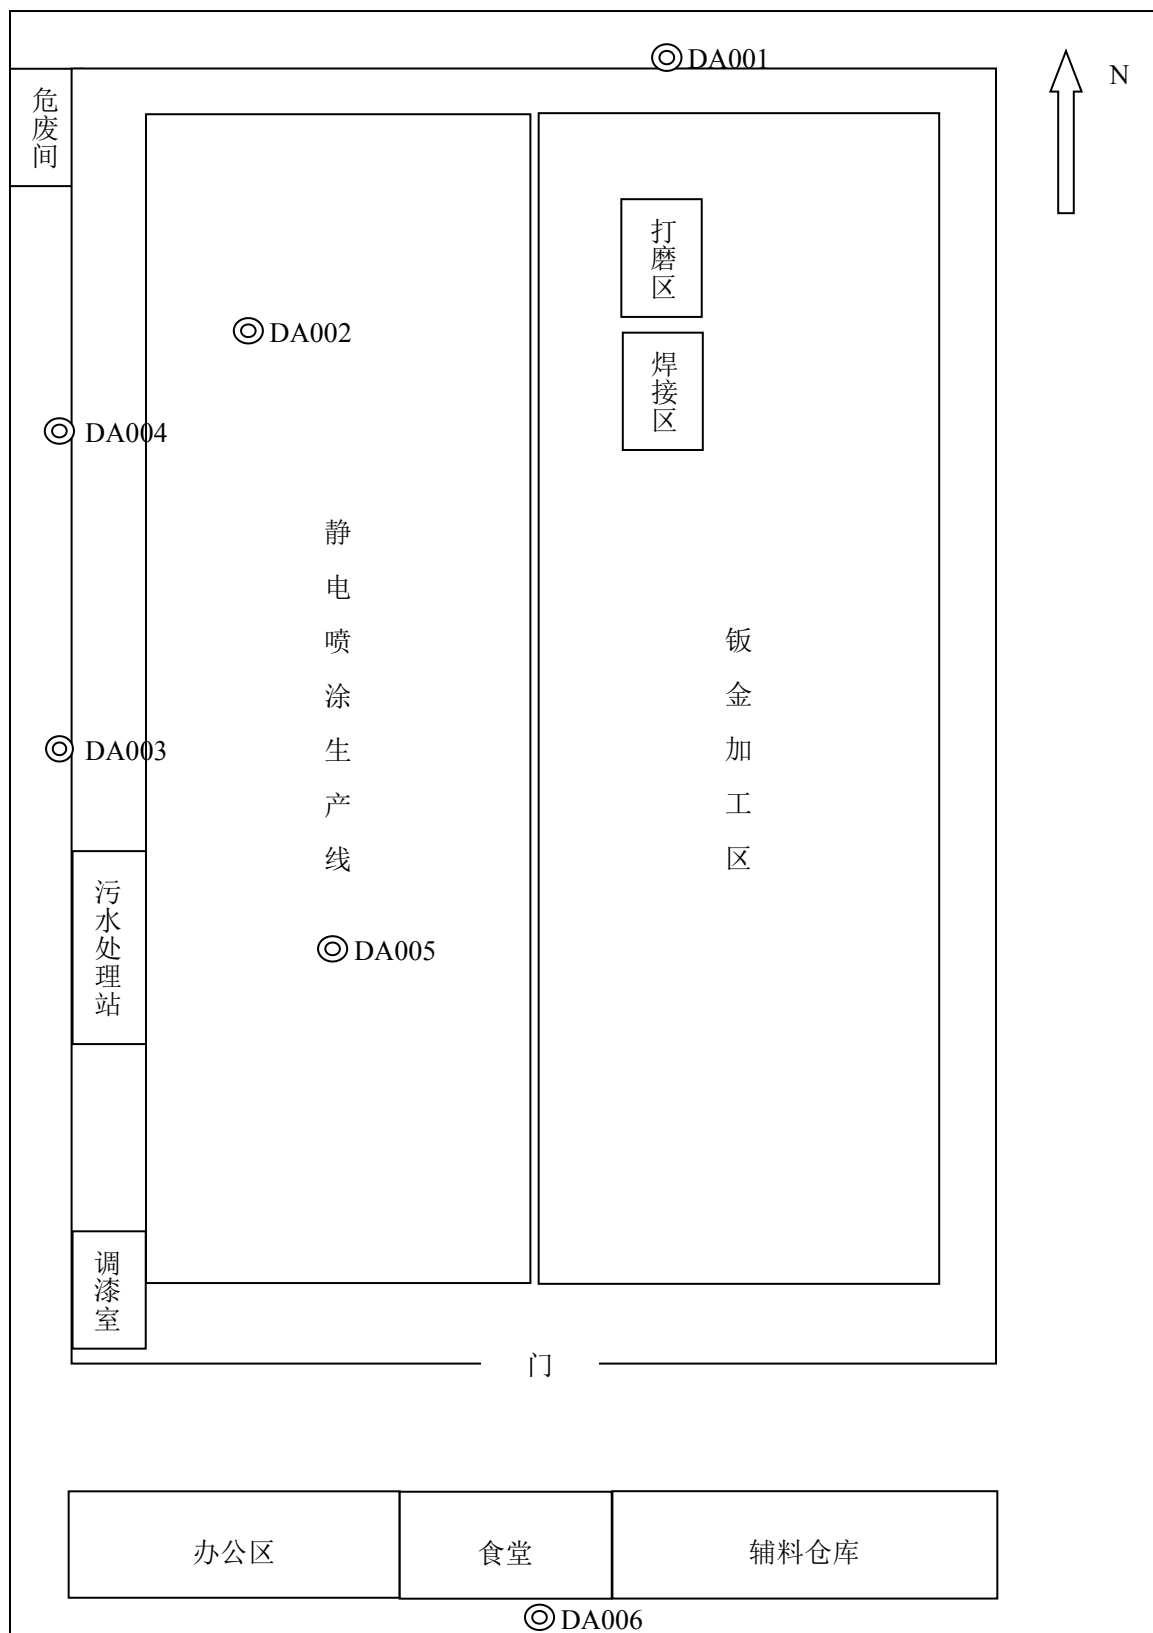 DA001
N
危废间
打磨区
DA002
焊接区
DA004
静电喷涂生产线
钣金加工区
DA003
污水处理站
DA005
调漆室
门
办公区
食堂
辅料仓库
DA006